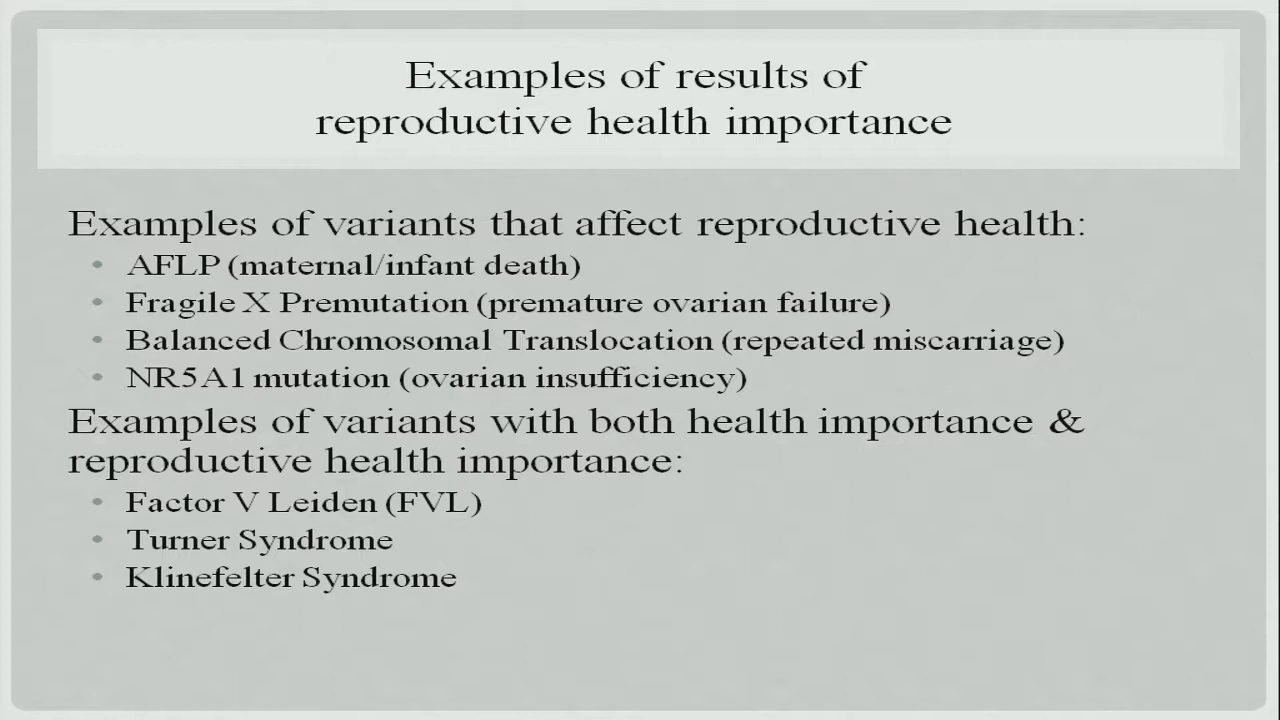 Examples of results of
reproductive health importance
Examples of variants that affect reproductive health:
• AFLP (maternal/infant death)
• Fragile X Premutation (premature ovarian failure)
• Balanced Chromosomal Translocation (repeated miscarriage)
• NR5A1 mutation (ovarian insufficiency)
Examples of variants with both health importance &
reproductive health importance:
• Factor V Leiden (FVL)
• Turner Syndrome
• Klinefelter Syndrome